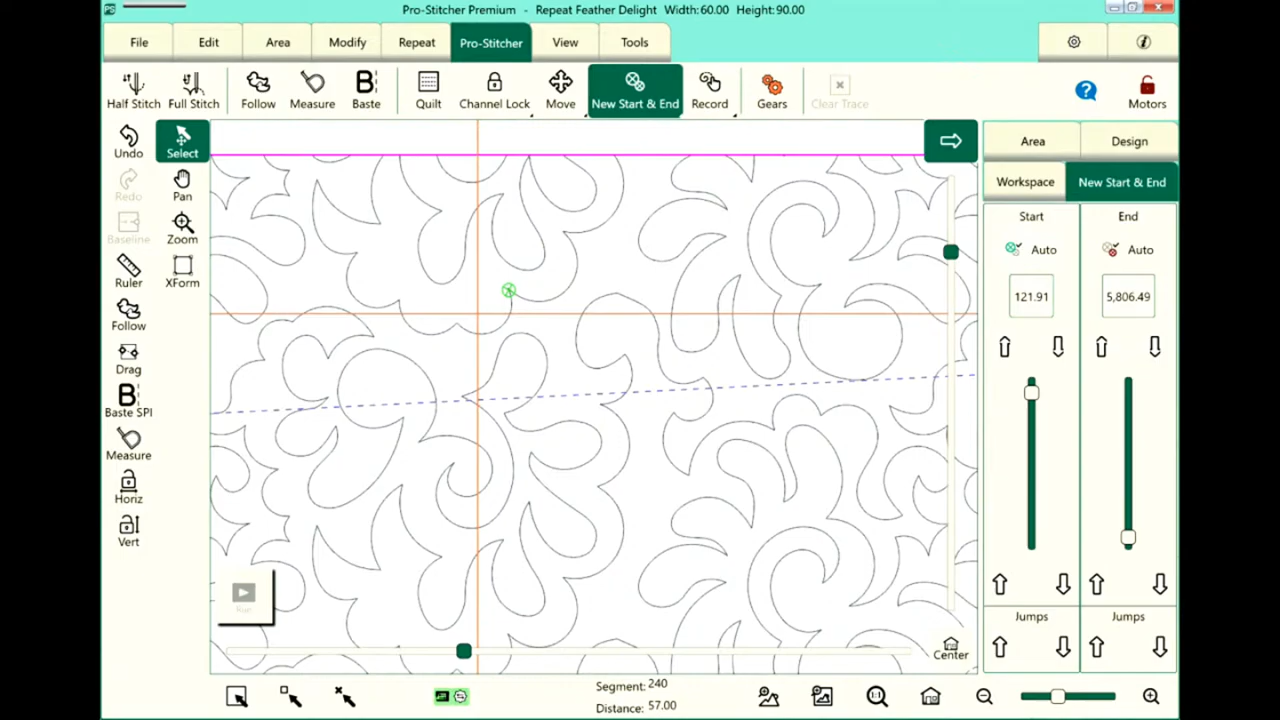 PS Pro-Stitcher Premium - Repeat Feather Delight Width:60.00 Height:90.00
File Edit Area Modify Repeat Pro-Stitcher View Tools
Half Stitch Full Stitch Follow Measure Baste Quilt Channel Lock Move New Start & End Record Gears Clear Trace Motors
Undo Select
Redo Pan
Baseline Zoom
Ruler XForm
Follow
Drag
Baste SPI
Measure
Horiz
Vert
Run
Center
Area Design
Workspace New Start & End
Start End
Auto Auto
121.91 5,806.49
Jumps Jumps
Segment: 240
Distance: 57.00